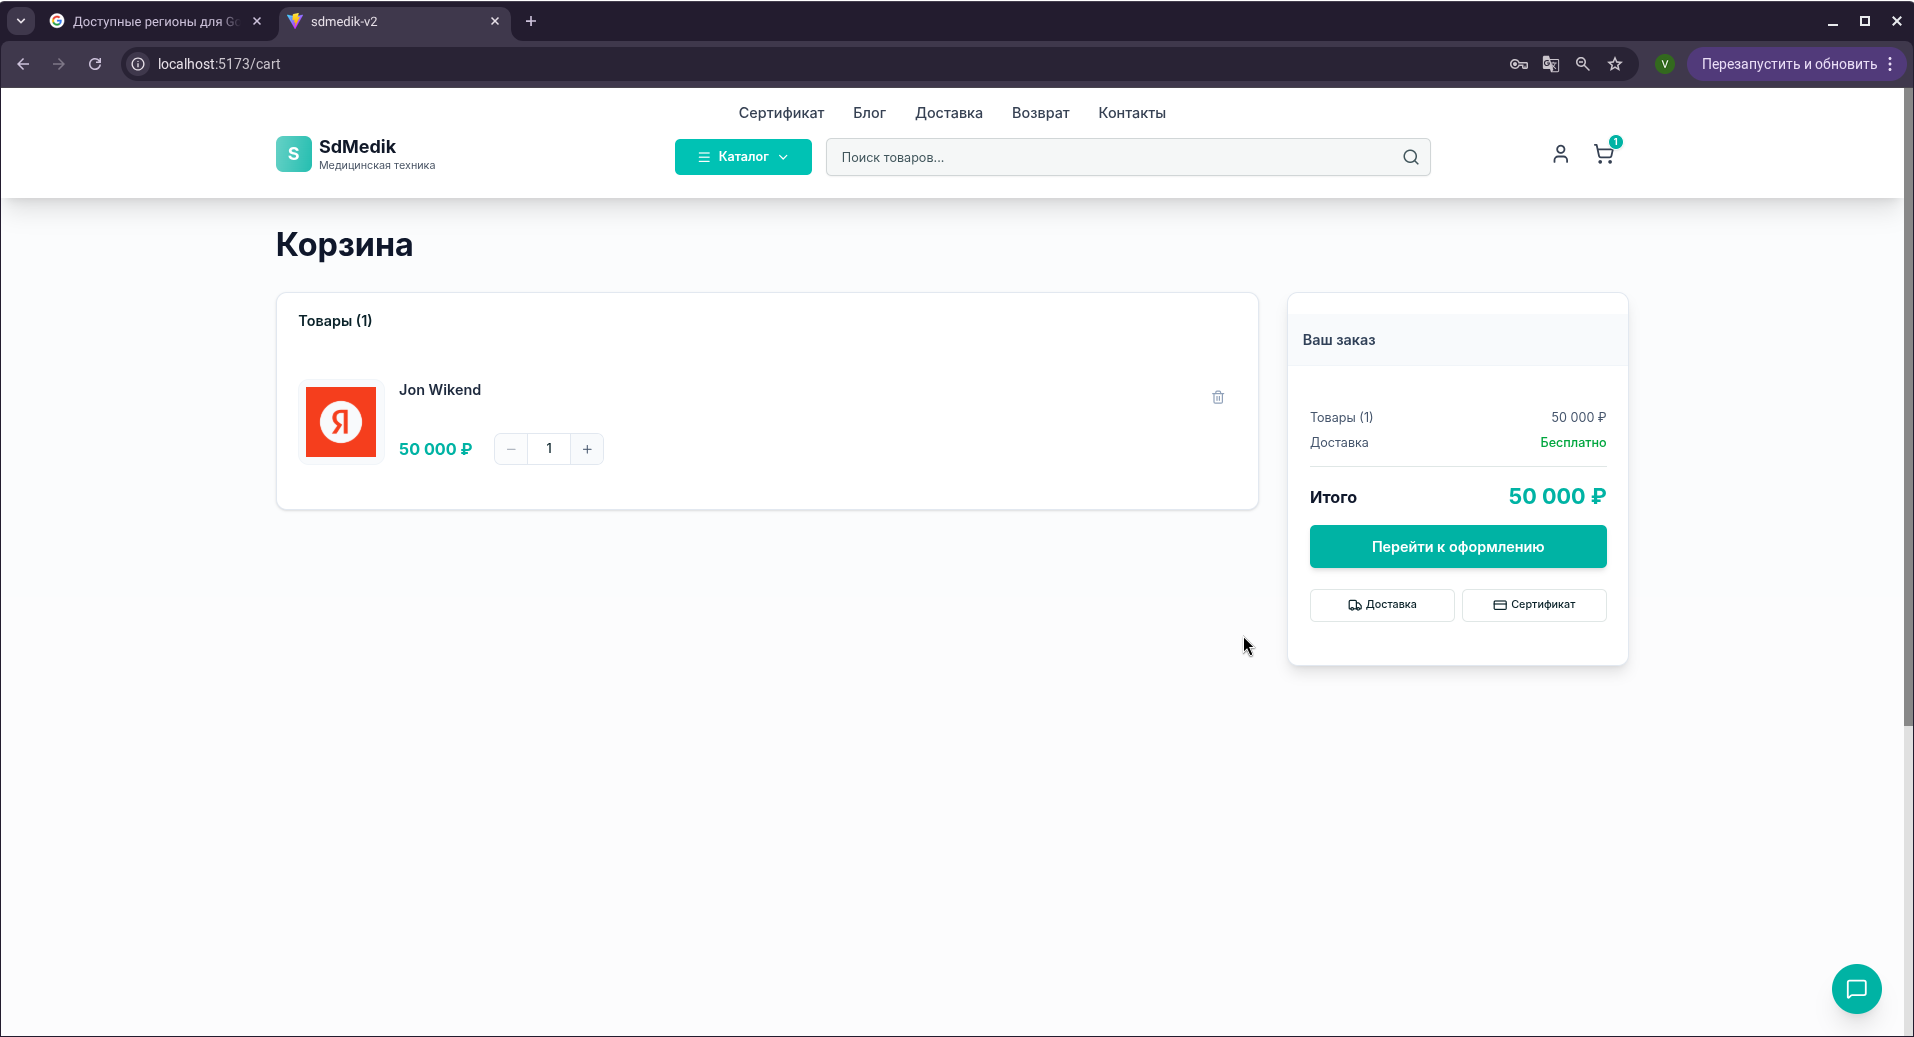 Доступные регионы для Go
sdmedik-v2
localhost:5173/cart
V
Перезапустить и обновить
Сертификат Блог Доставка Возврат Контакты
S
SdMedik
Медицинская техника
Каталог
Поиск товаров...
1
Корзина
Товары (1)
Jon Wikend
Я
50 000 ₽
− 1 +
Ваш заказ
Товары (1) 50 000 ₽
Доставка Бесплатно
Итого 50 000 ₽
Перейти к оформлению
Доставка Сертификат